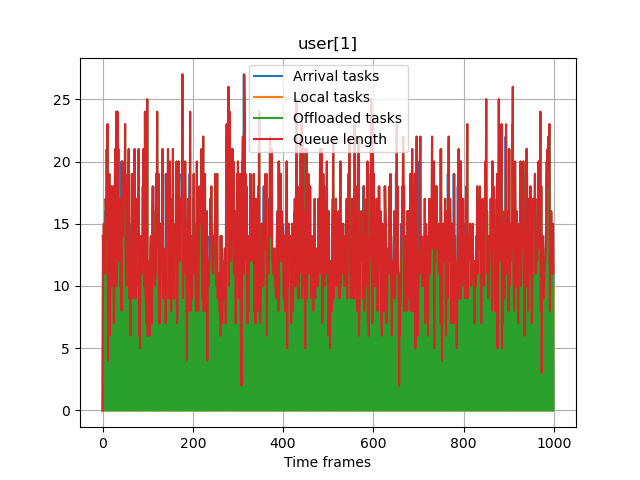 user[1]
Arrival tasks
Local tasks
Offloaded tasks
Queue length
25
20
15
10
5
0
0 200 400 600 800 1000
Time frames